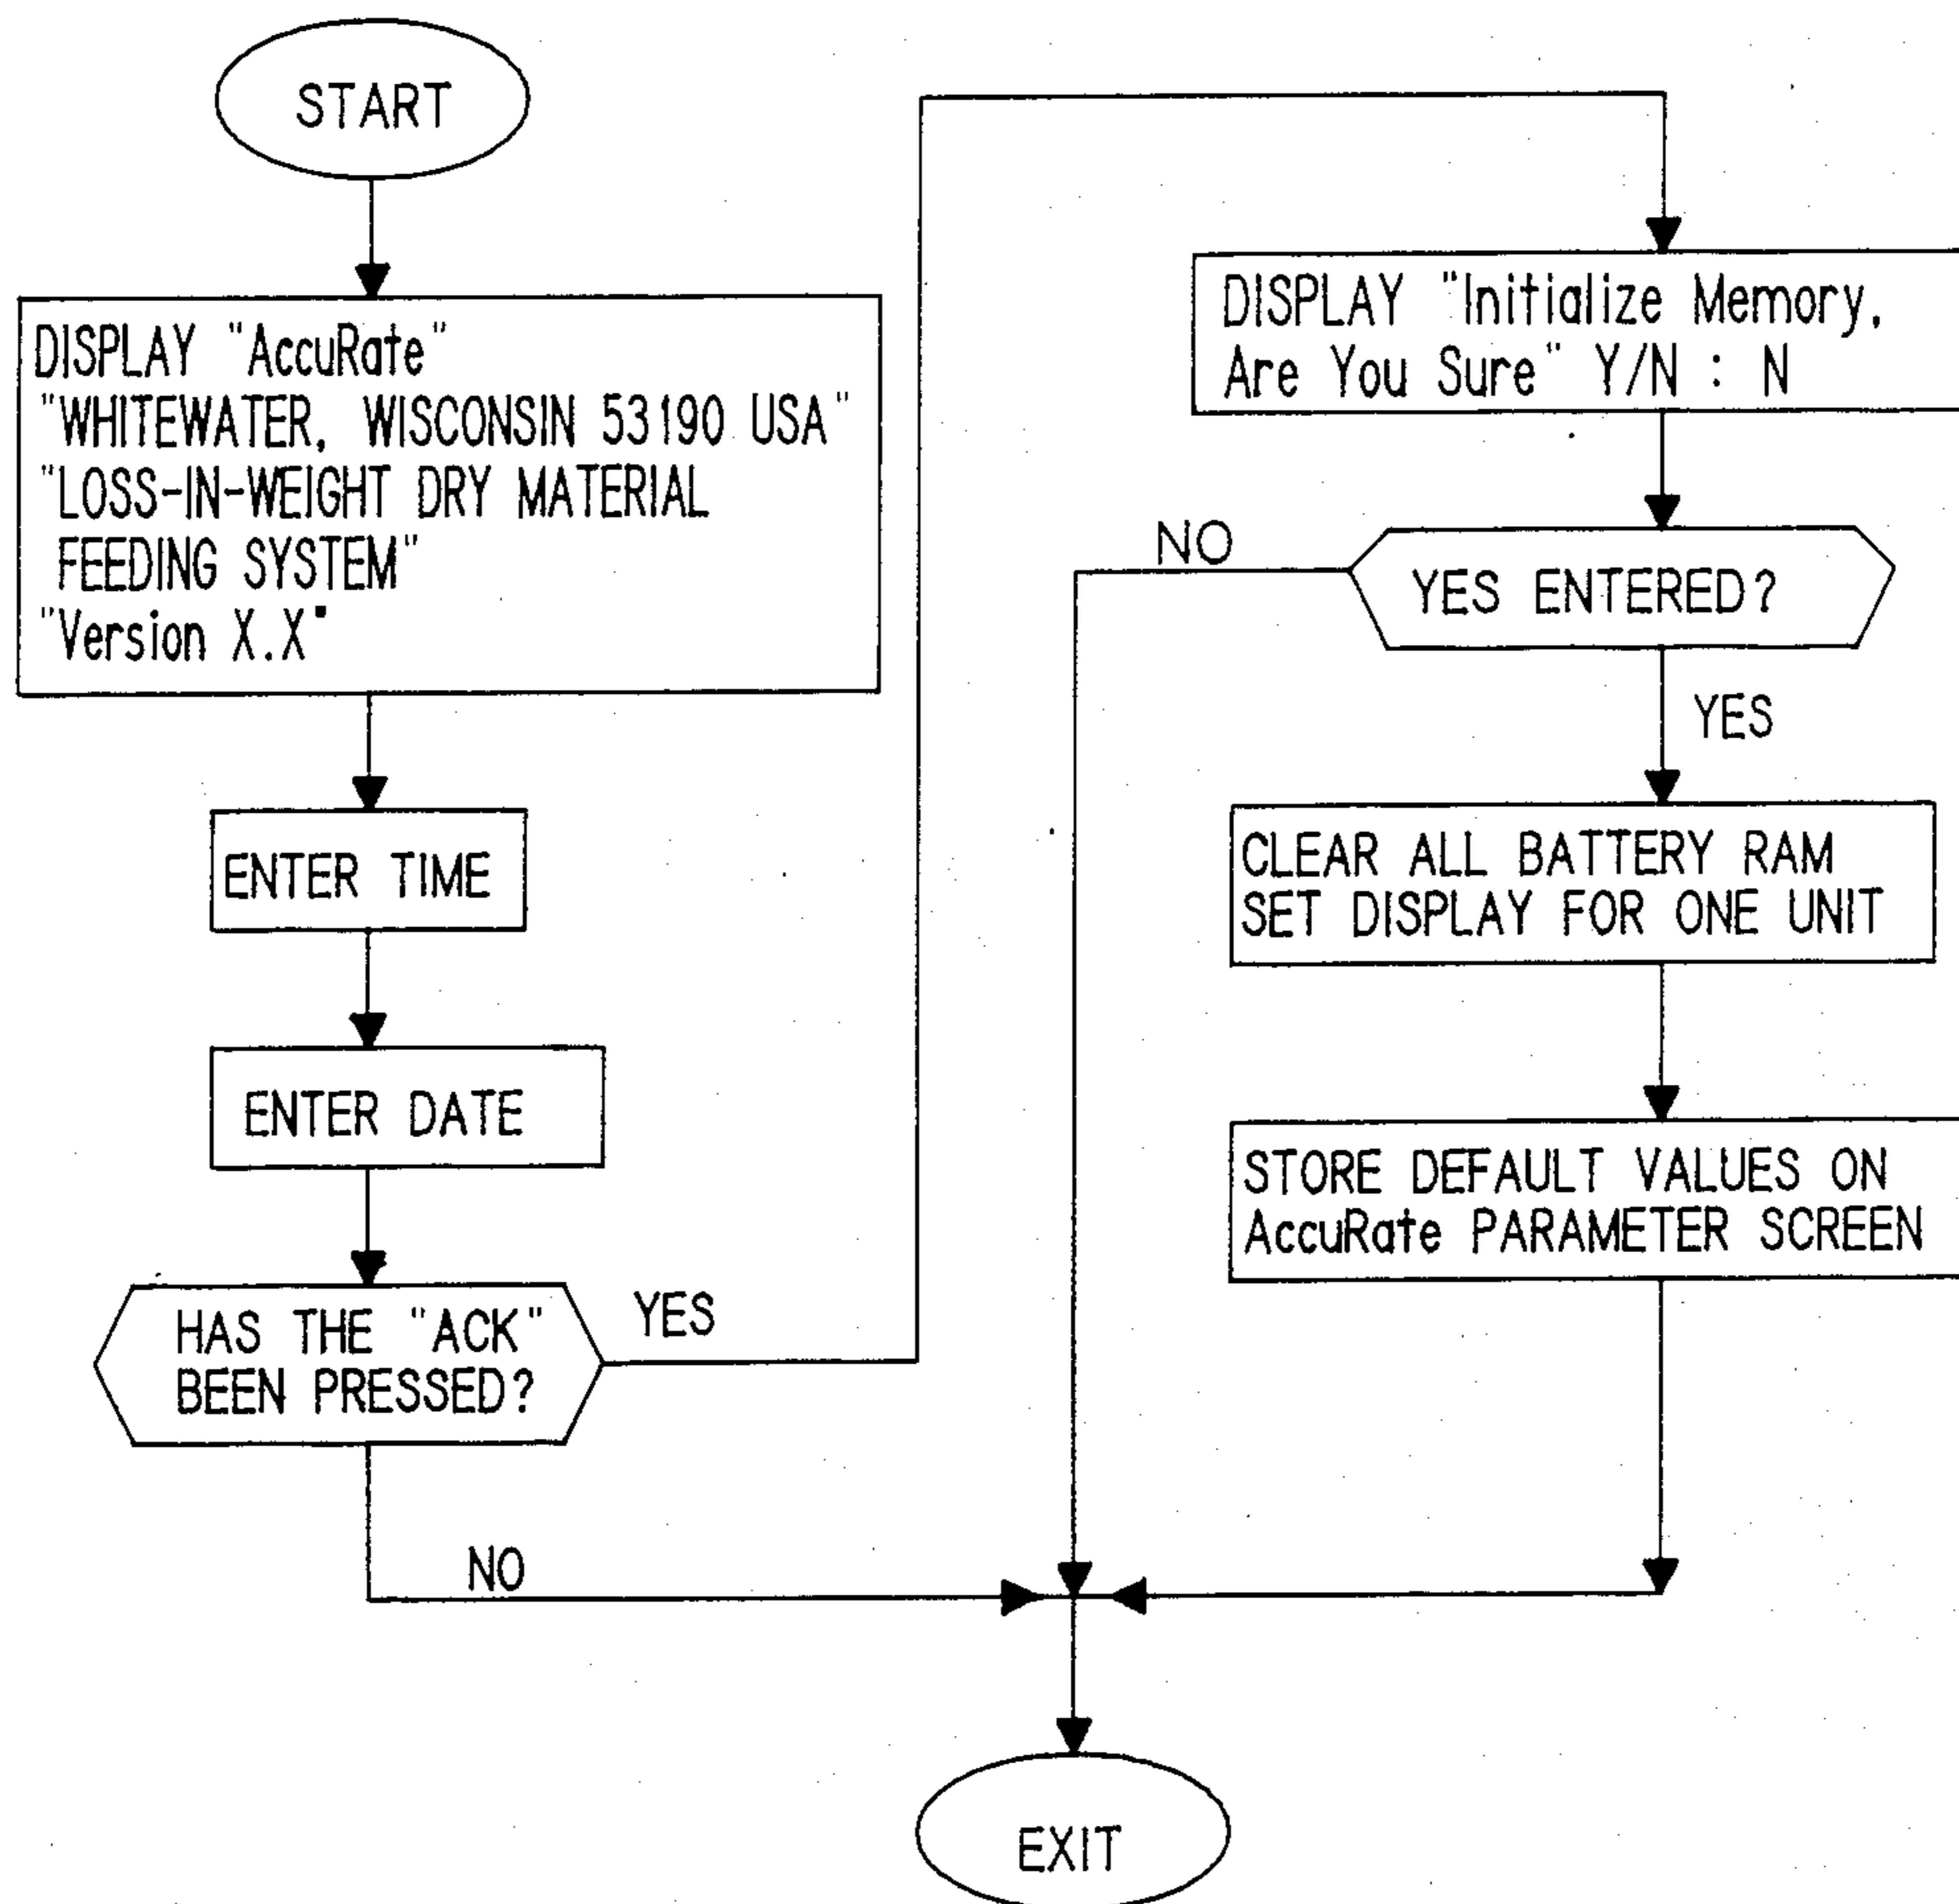 START
DISPLAY "AccuRate"
"WHITEWATER, WISCONSIN 53190 USA"
"LOSS-IN-WEIGHT DRY MATERIAL
FEEDING SYSTEM"
"Version X.X"
ENTER TIME
ENTER DATE
HAS THE "ACK"
BEEN PRESSED?
YES
NO
DISPLAY "Initialize Memory,
Are You Sure" Y/N : N
NO
YES ENTERED?
YES
CLEAR ALL BATTERY RAM
SET DISPLAY FOR ONE UNIT
STORE DEFAULT VALUES ON
AccuRate PARAMETER SCREEN
EXIT